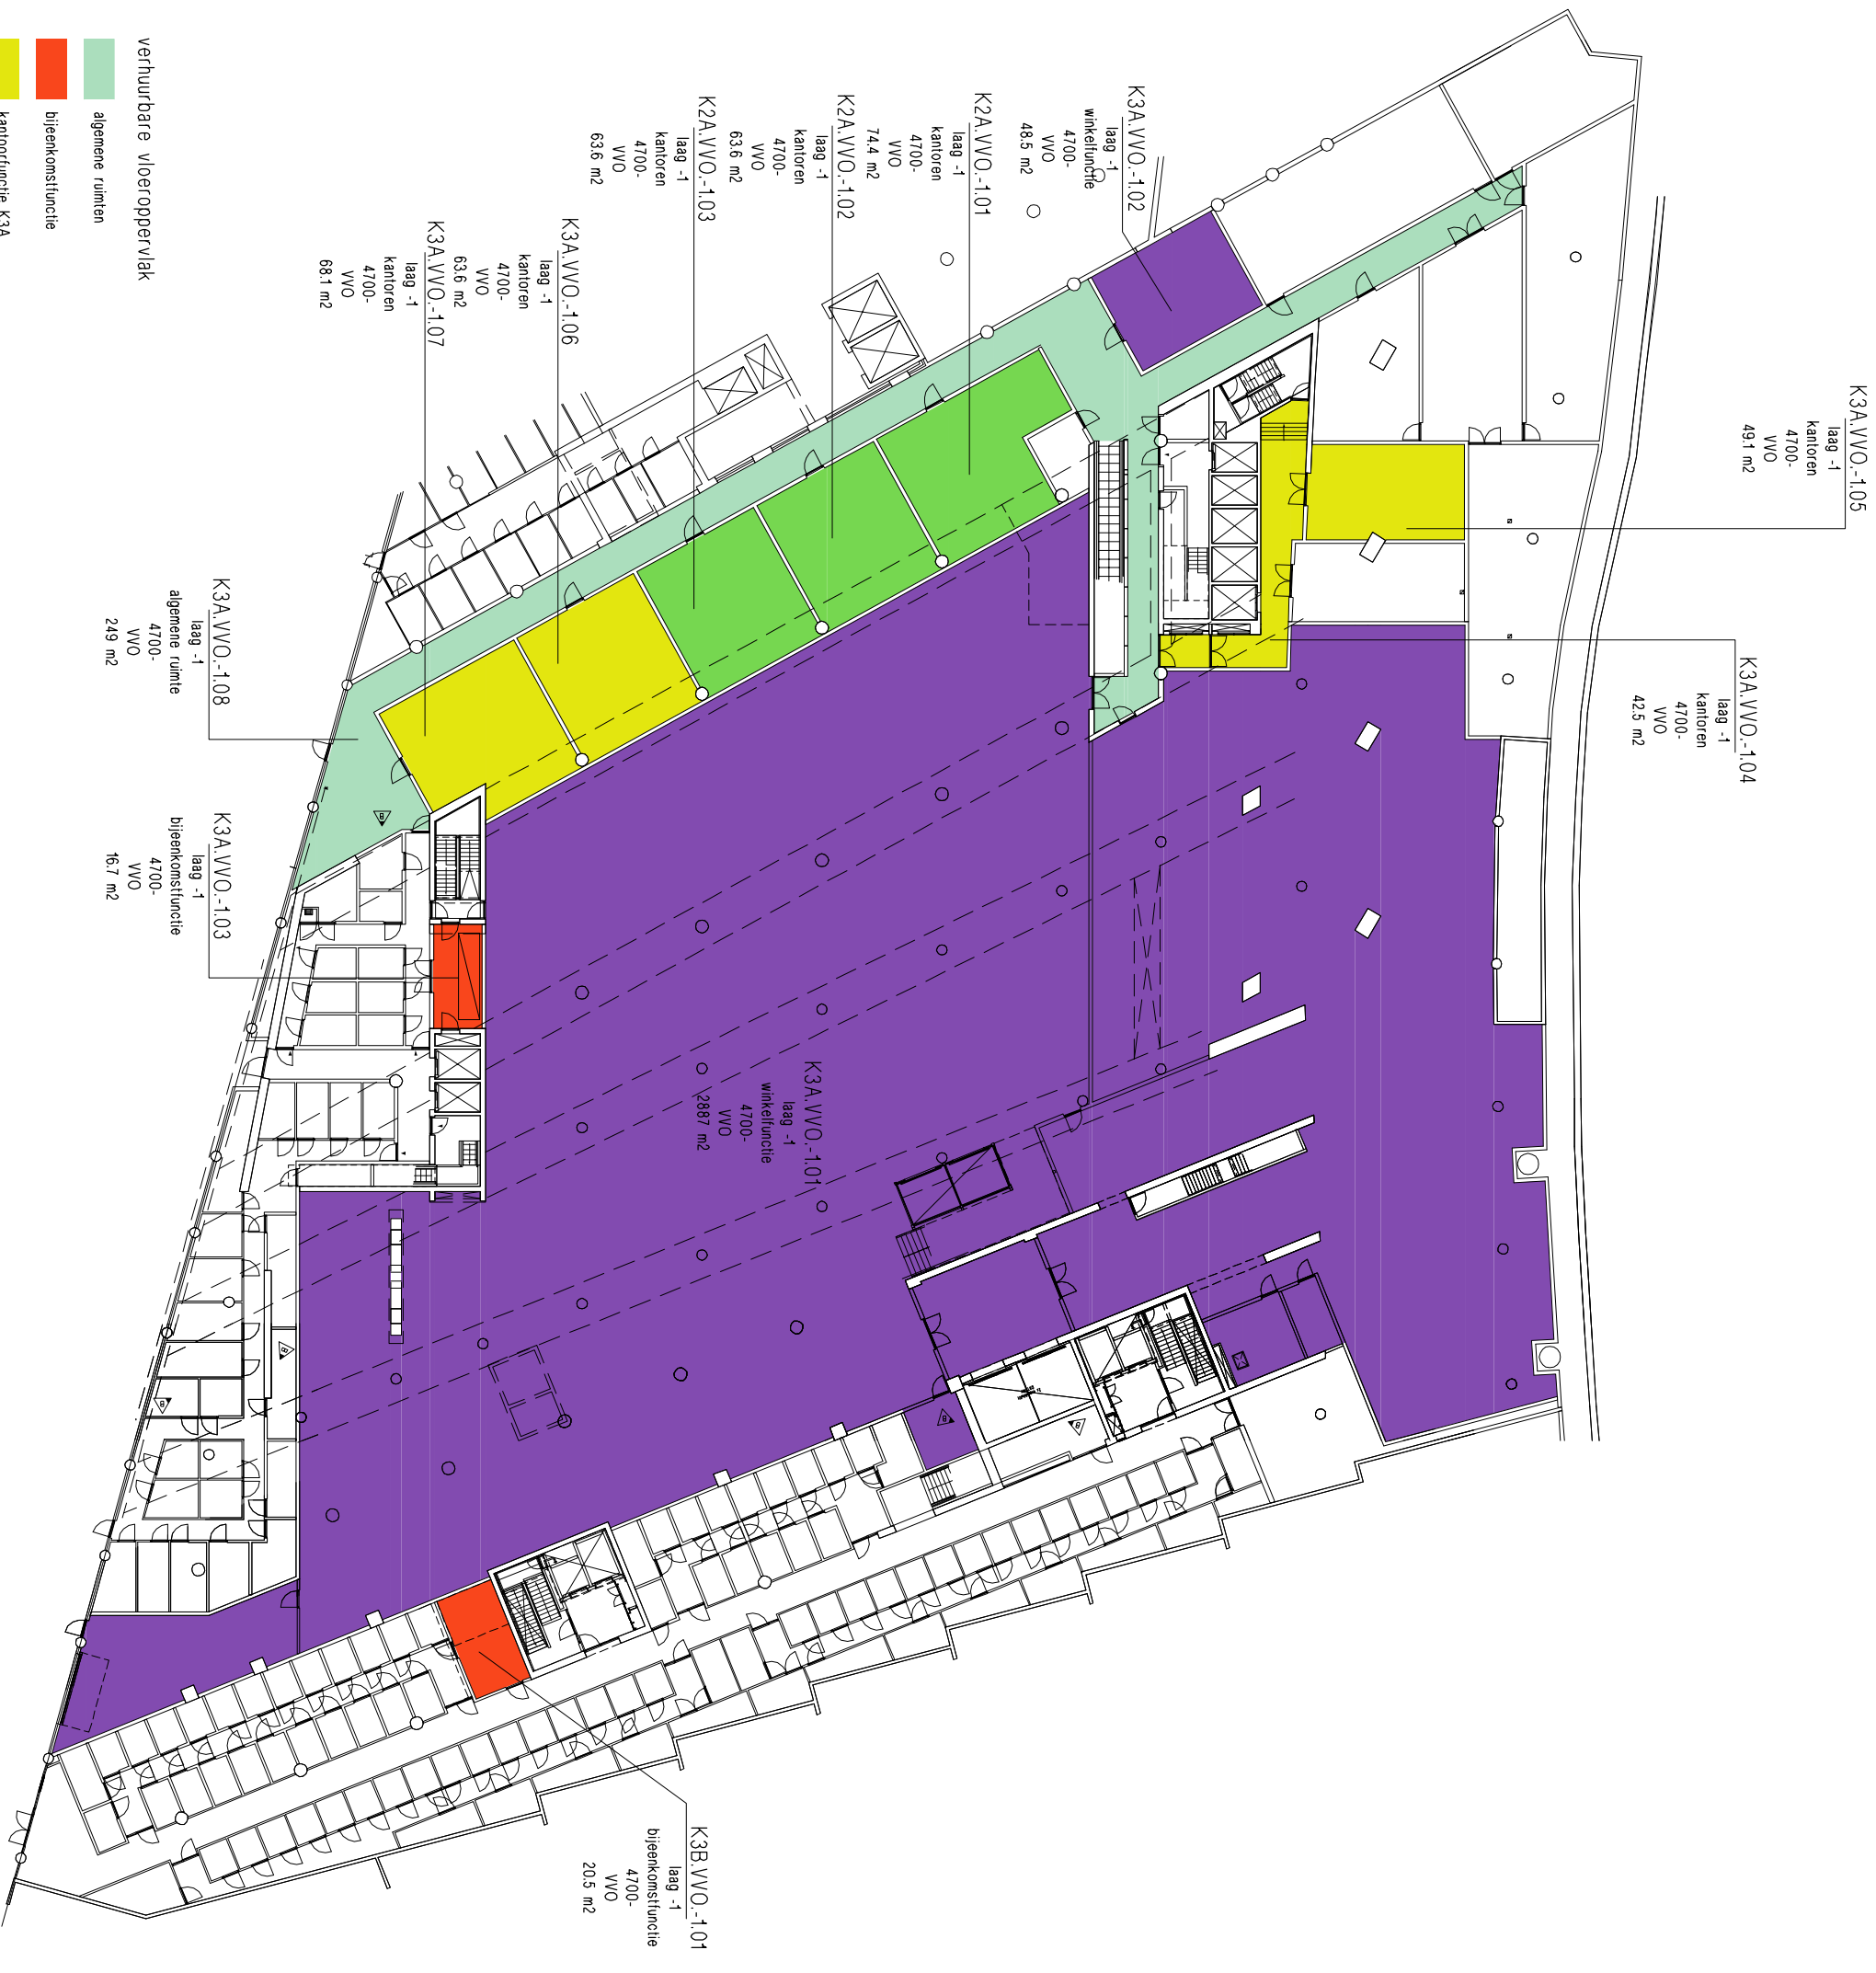 K3A.VVO.-1.05
laag -1
kantoren
4700-
VVO
49.1 m2
K3A.VVO.-1.04
laag -1
kantoren
4700-
VVO
42.5 m2
K3A.VVO.-1.02
laag -1
winkelfunctie
4700-
VVO
48.5 m2
K2A.VVO.-1.01
laag -1
kantoren
4700-
VVO
74.4 m2
K2A.VVO.-1.02
laag -1
kantoren
4700-
VVO
63.6 m2
K2A.VVO.-1.03
laag -1
kantoren
4700-
VVO
63.6 m2
K3A.VVO.-1.06
laag -1
kantoren
4700-
VVO
63.6 m2
K3A.VVO.-1.07
laag -1
kantoren
4700-
VVO
68.1 m2
K3A.VVO.-1.08
laag -1
algemene ruimte
4700-
VVO
249 m2
K3A.VVO.-1.03
laag -1
bijeenkomstfunctie
4700-
VVO
16.7 m2
K3A.VVO.-1.01
laag -1
winkelfunctie
4700-
VVO
2887 m2
K3B.VVO.-1.01
laag -1
bijeenkomstfunctie
4700-
VVO
20.5 m2
verhuurbare vloeroppervlak
algemene ruimten
bijeenkomstfunctie
kantoorfunctie K3A